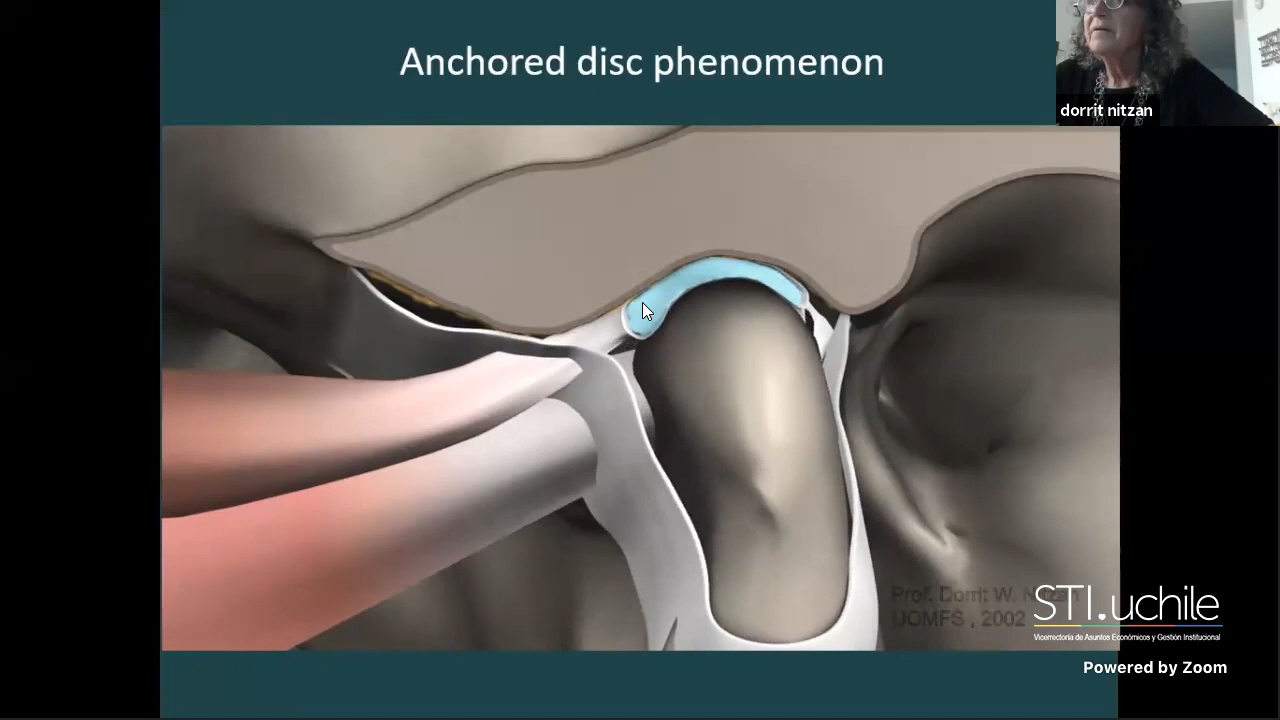 Anchored disc phenomenon
dorrit nitzan
Prof. Dorrit W. Nitzan
IJOMFS , 2002
STI.uchile
Vicerrectoría de Asuntos Económicos y Gestión Institucional
Powered by Zoom